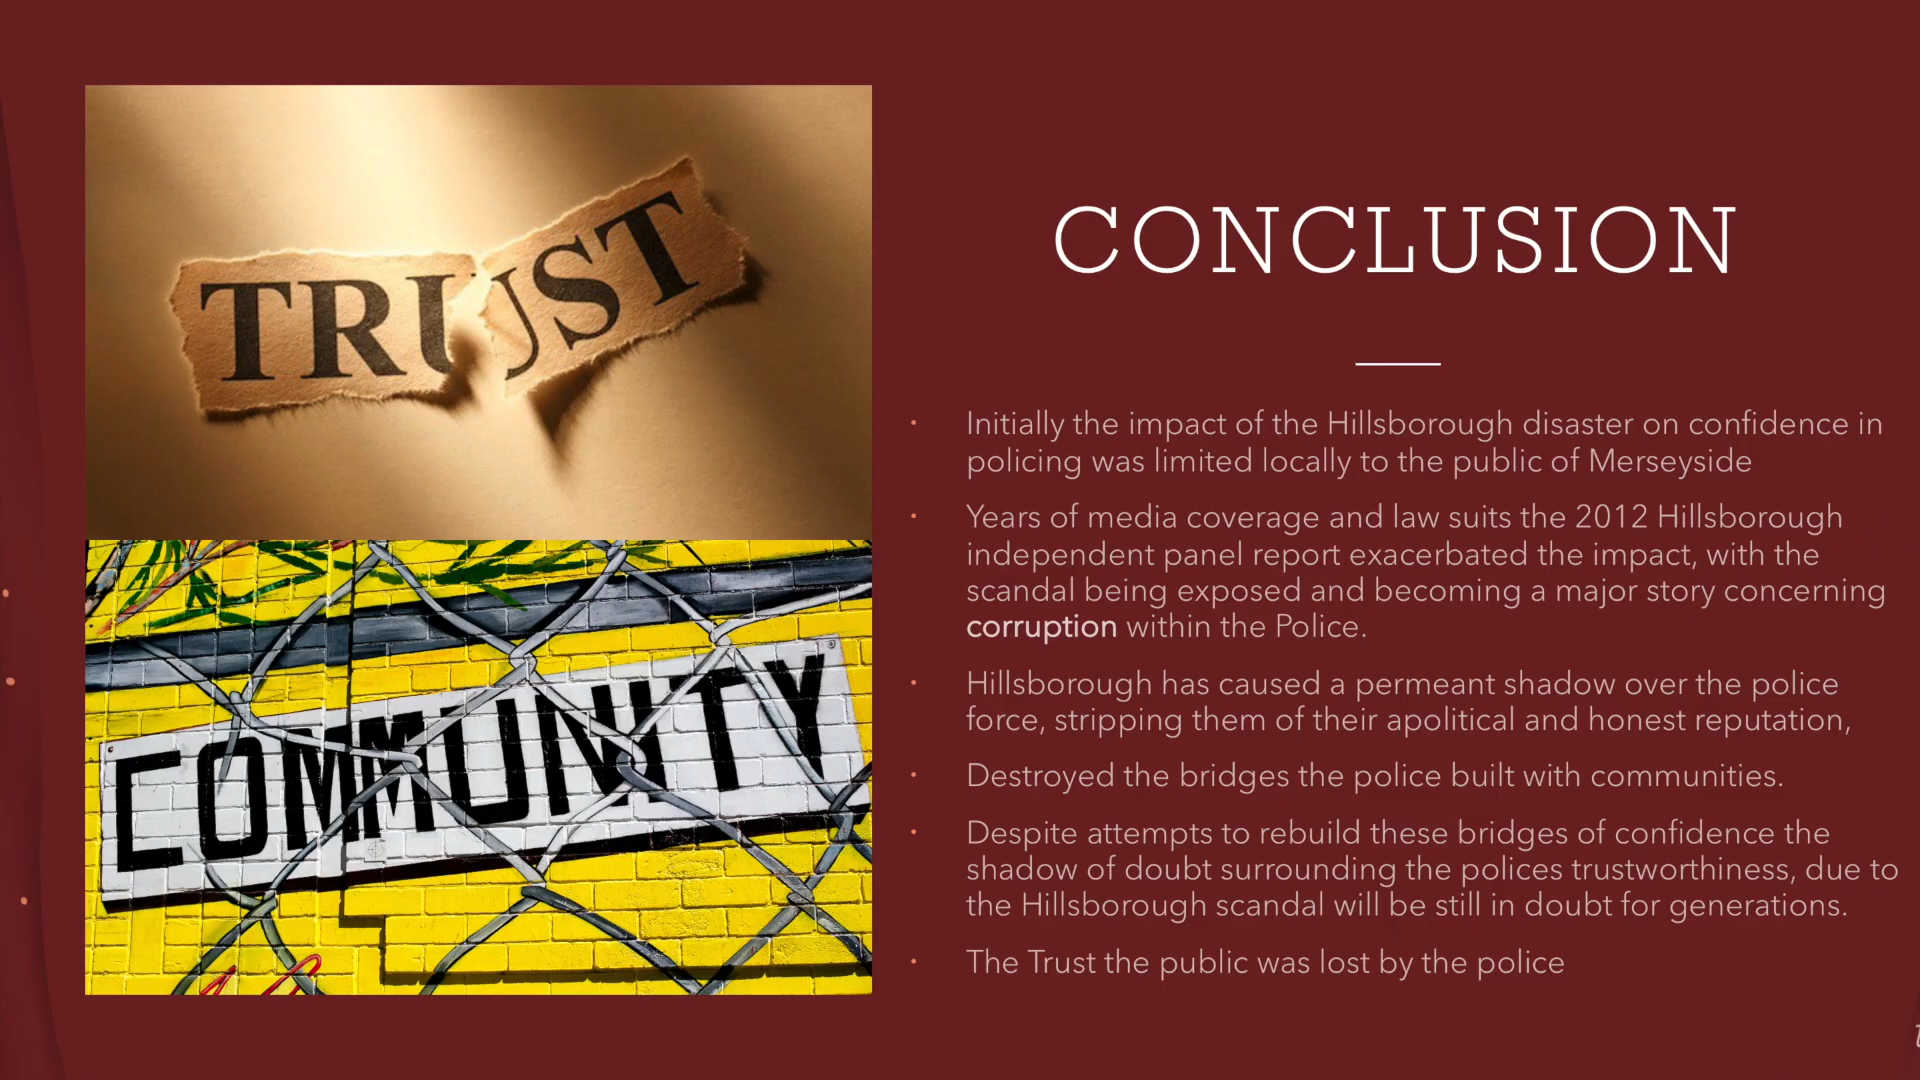 TRUST
COMMUNITY
CONCLUSION
Initially the impact of the Hillsborough disaster on confidence in
policing was limited locally to the public of Merseyside
Years of media coverage and law suits the 2012 Hillsborough
independent panel report exacerbated the impact, with the
scandal being exposed and becoming a major story concerning
corruption within the Police.
Hillsborough has caused a permeant shadow over the police
force, stripping them of their apolitical and honest reputation,
Destroyed the bridges the police built with communities.
Despite attempts to rebuild these bridges of confidence the
shadow of doubt surrounding the polices trustworthiness, due to
the Hillsborough scandal will be still in doubt for generations.
The Trust the public was lost by the police